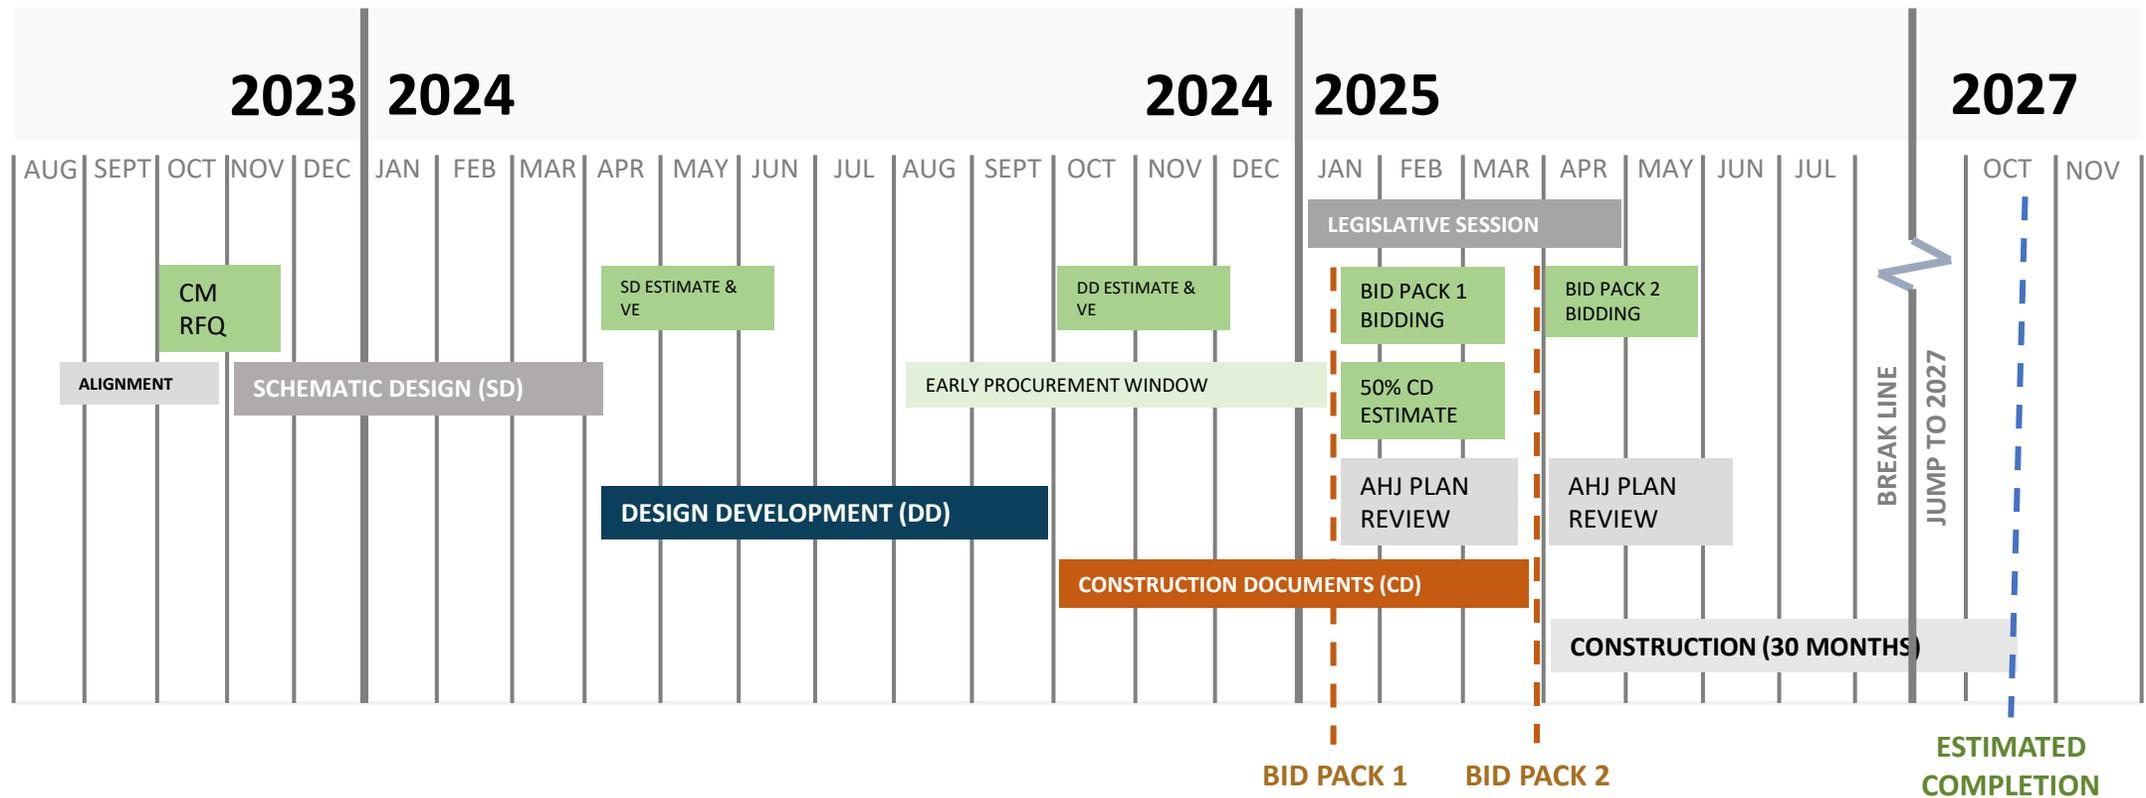 2023 2024 2024 2025 2027
AUG SEPT OCT NOV DEC JAN FEB MAR APR MAY JUN JUL AUG SEPT OCT NOV DEC JAN FEB MAR APR MAY JUN JUL OCT NOV
LEGISLATIVE SESSION
CM
RFQ
SD ESTIMATE &
VE
DD ESTIMATE &
VE
BID PACK 1
BIDDING
BID PACK 2
BIDDING
ALIGNMENT
SCHEMATIC DESIGN (SD)
EARLY PROCUREMENT WINDOW
50% CD
ESTIMATE
BREAK LINE
JUMP TO 2027
DESIGN DEVELOPMENT (DD)
AHJ PLAN
REVIEW
AHJ PLAN
REVIEW
CONSTRUCTION DOCUMENTS (CD)
CONSTRUCTION (30 MONTHS)
BID PACK 1
BID PACK 2
ESTIMATED
COMPLETION